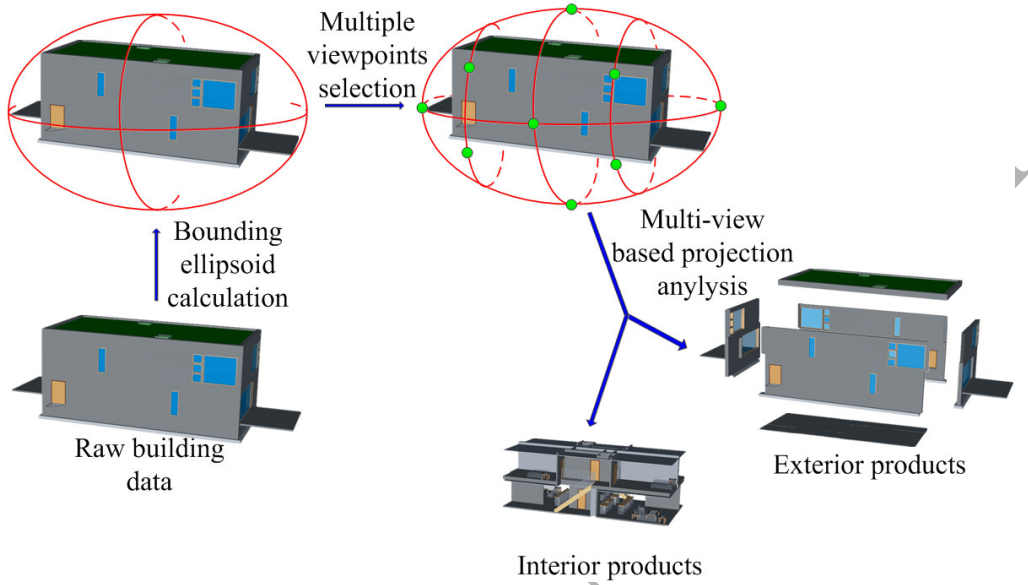 Multiple
viewpoints
selection
Bounding
ellipsoid
calculation
Raw building
data
Multi-view
based projection
anylysis
Exterior products
Interior products